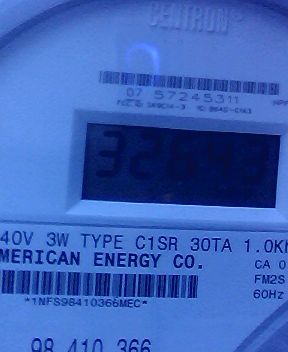 CENTRON
07 57245311
40V 3W TYPE C1SR 30TA 1.0K
MERICAN ENERGY CO.
CA 0
FM2S
60Hz
*1NFS98410366MEC*
98 410 366